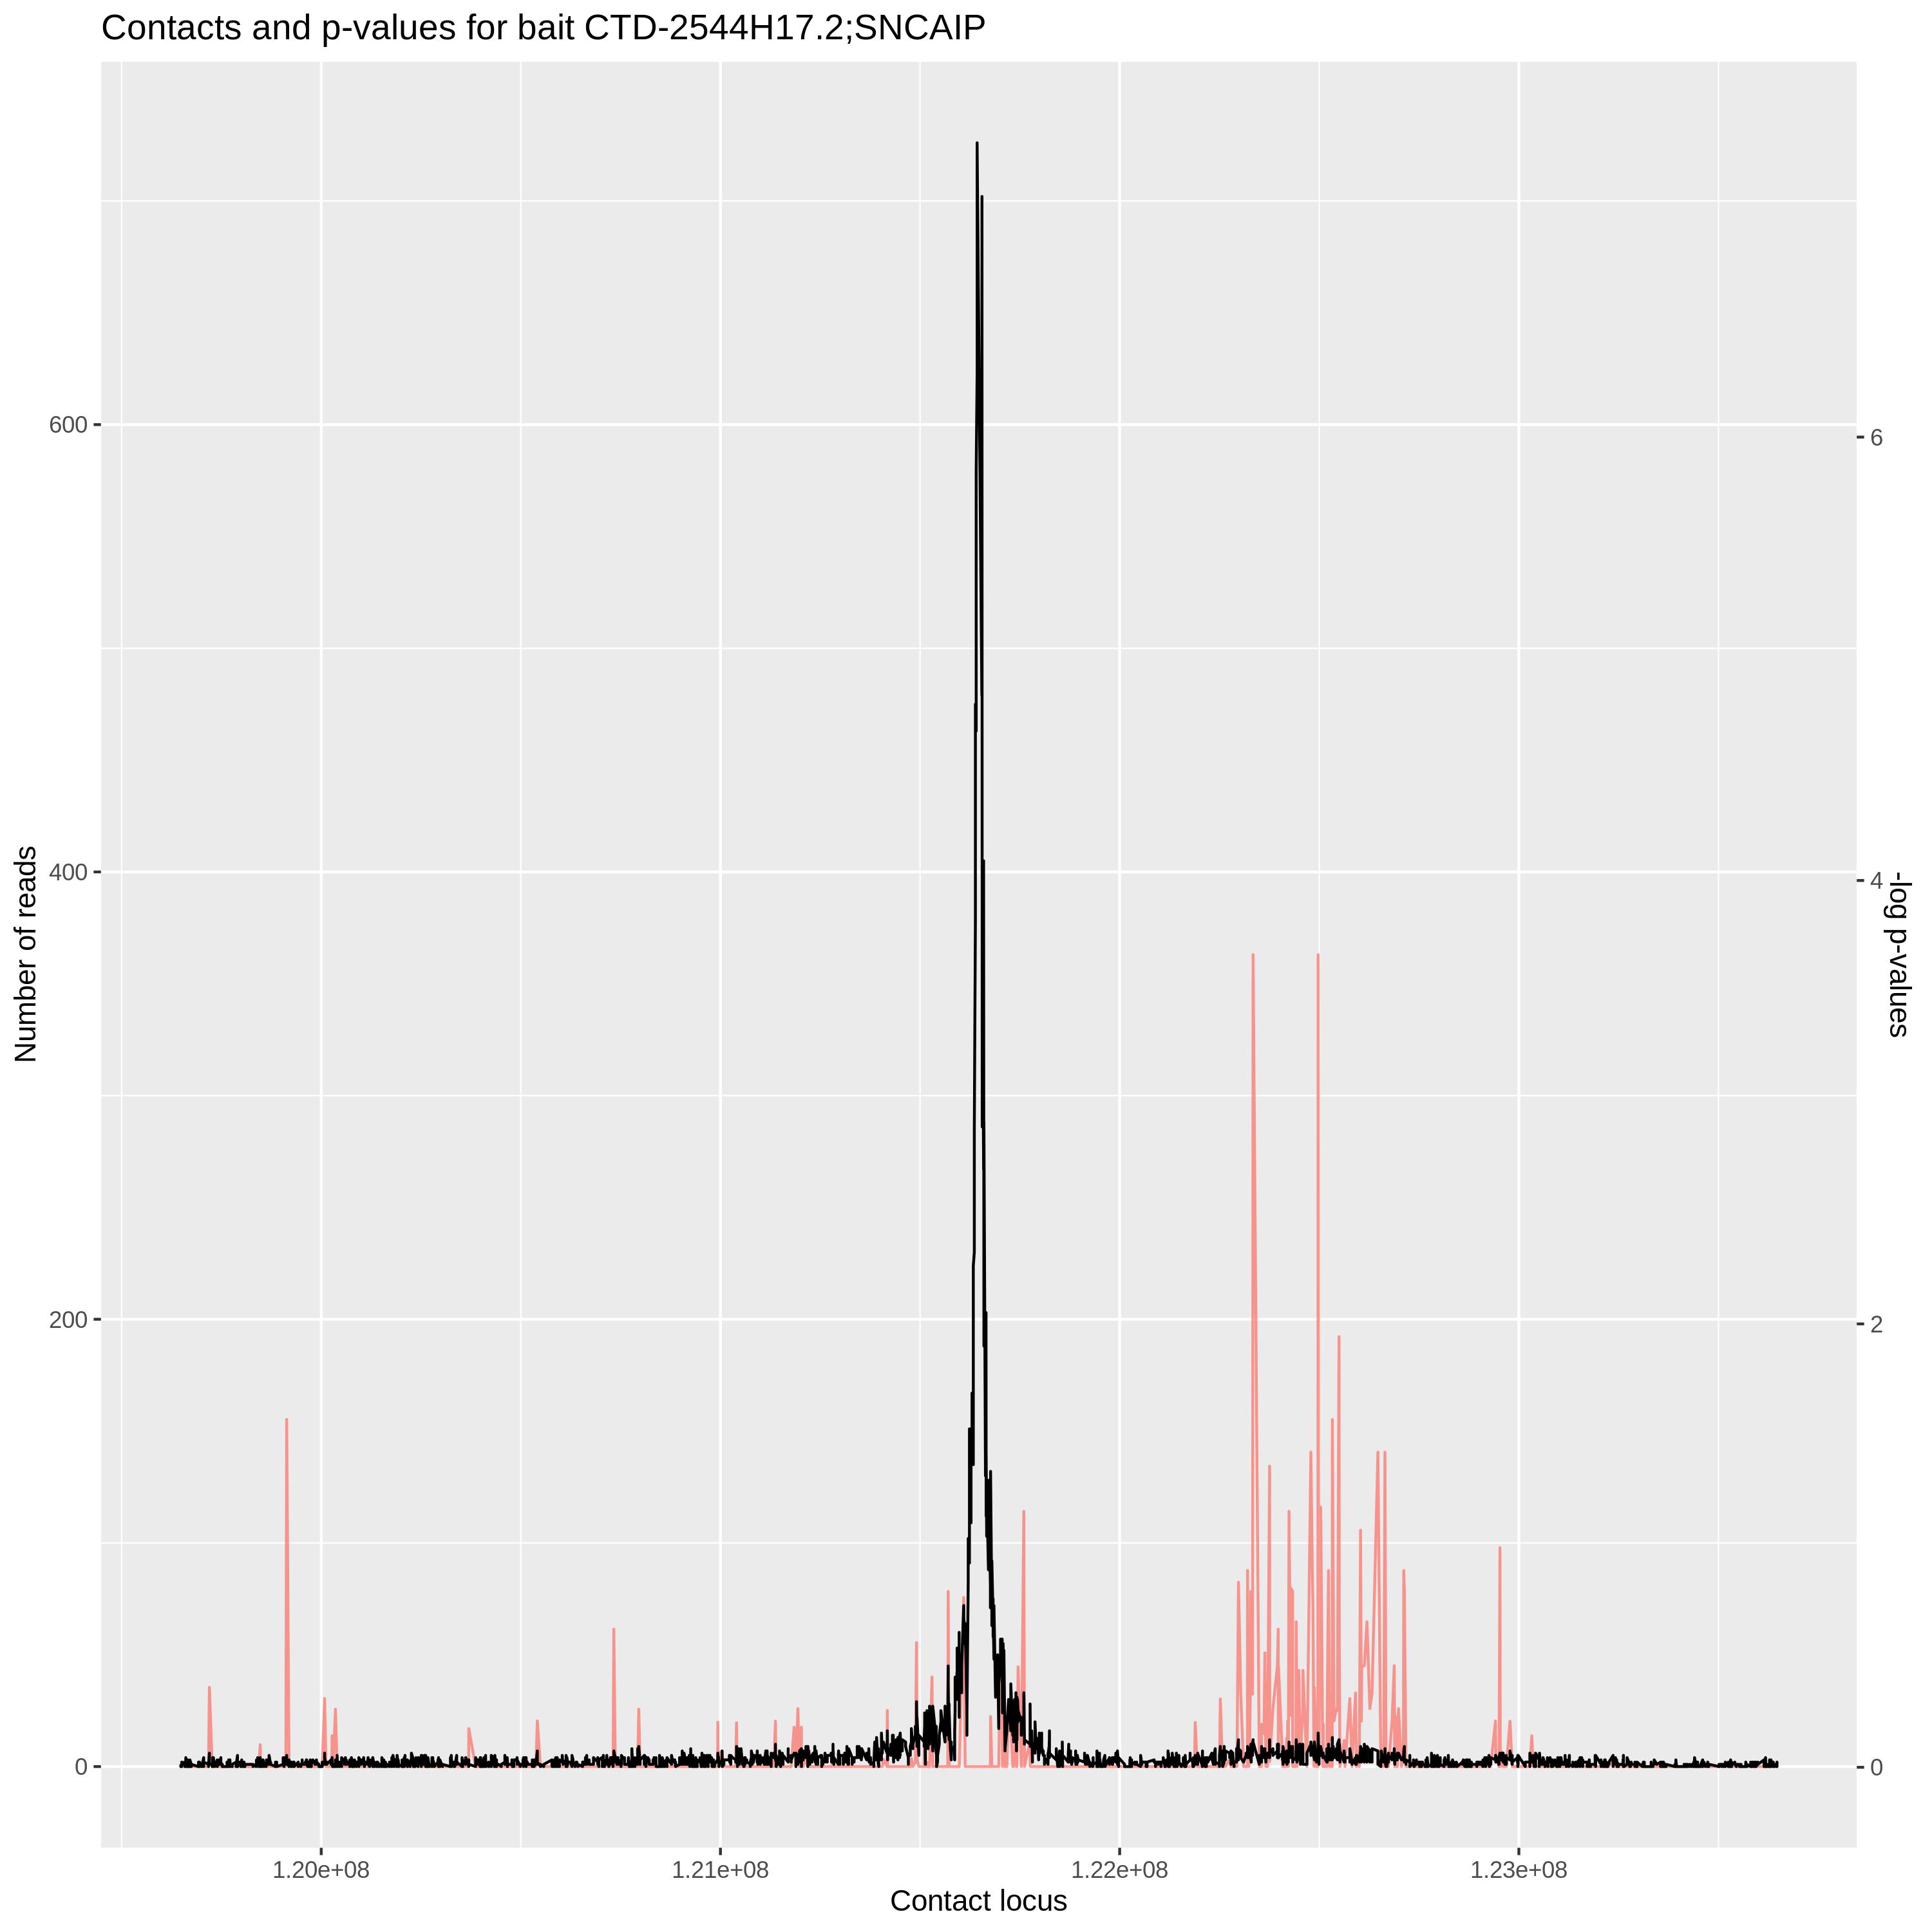 Contacts and p-values for bait CTD-2544H17.2;SNCAIP
Number of reads
600
400
200
0
6
4
2
0
-log p-values
1.20e+08 1.21e+08 1.22e+08 1.23e+08
Contact locus